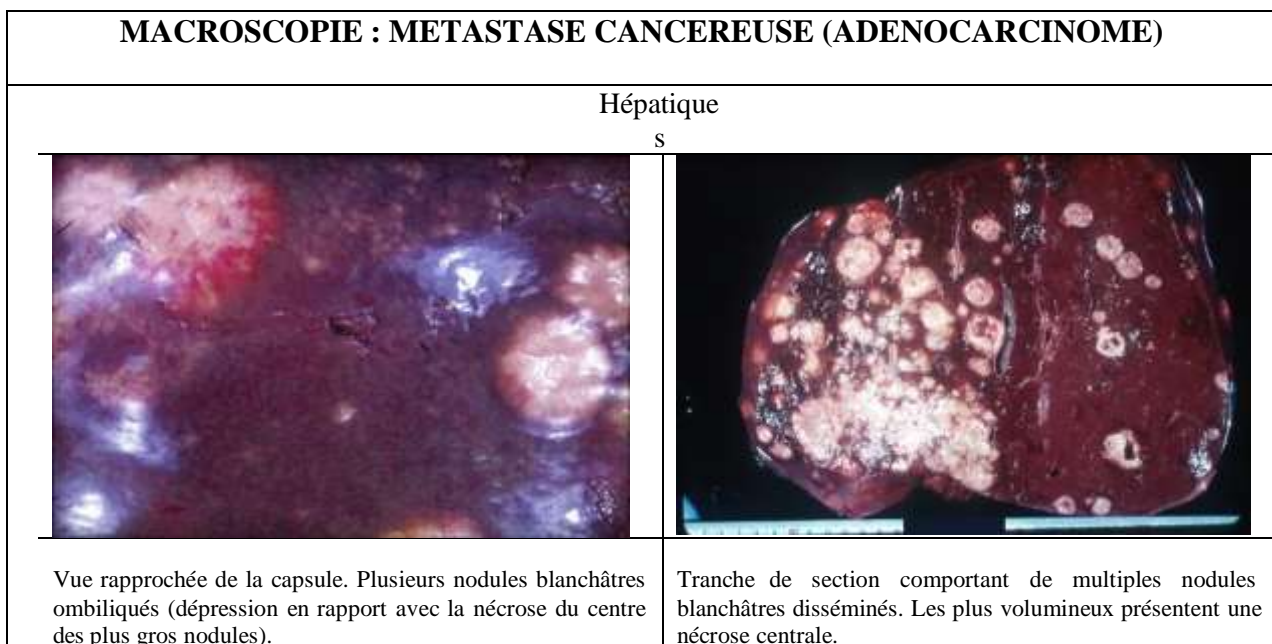 MACROSCOPIE : METASTASE CANCEREUSE (ADENOCARCINOME)
Hépatique
s
Vue rapprochée de la capsule. Plusieurs nodules blanchâtres
ombiliqués (dépression en rapport avec la nécrose du centre
des plus gros nodules).
Tranche de section comportant de multiples nodules
blanchâtres disséminés. Les plus volumineux présentent une
nécrose centrale.